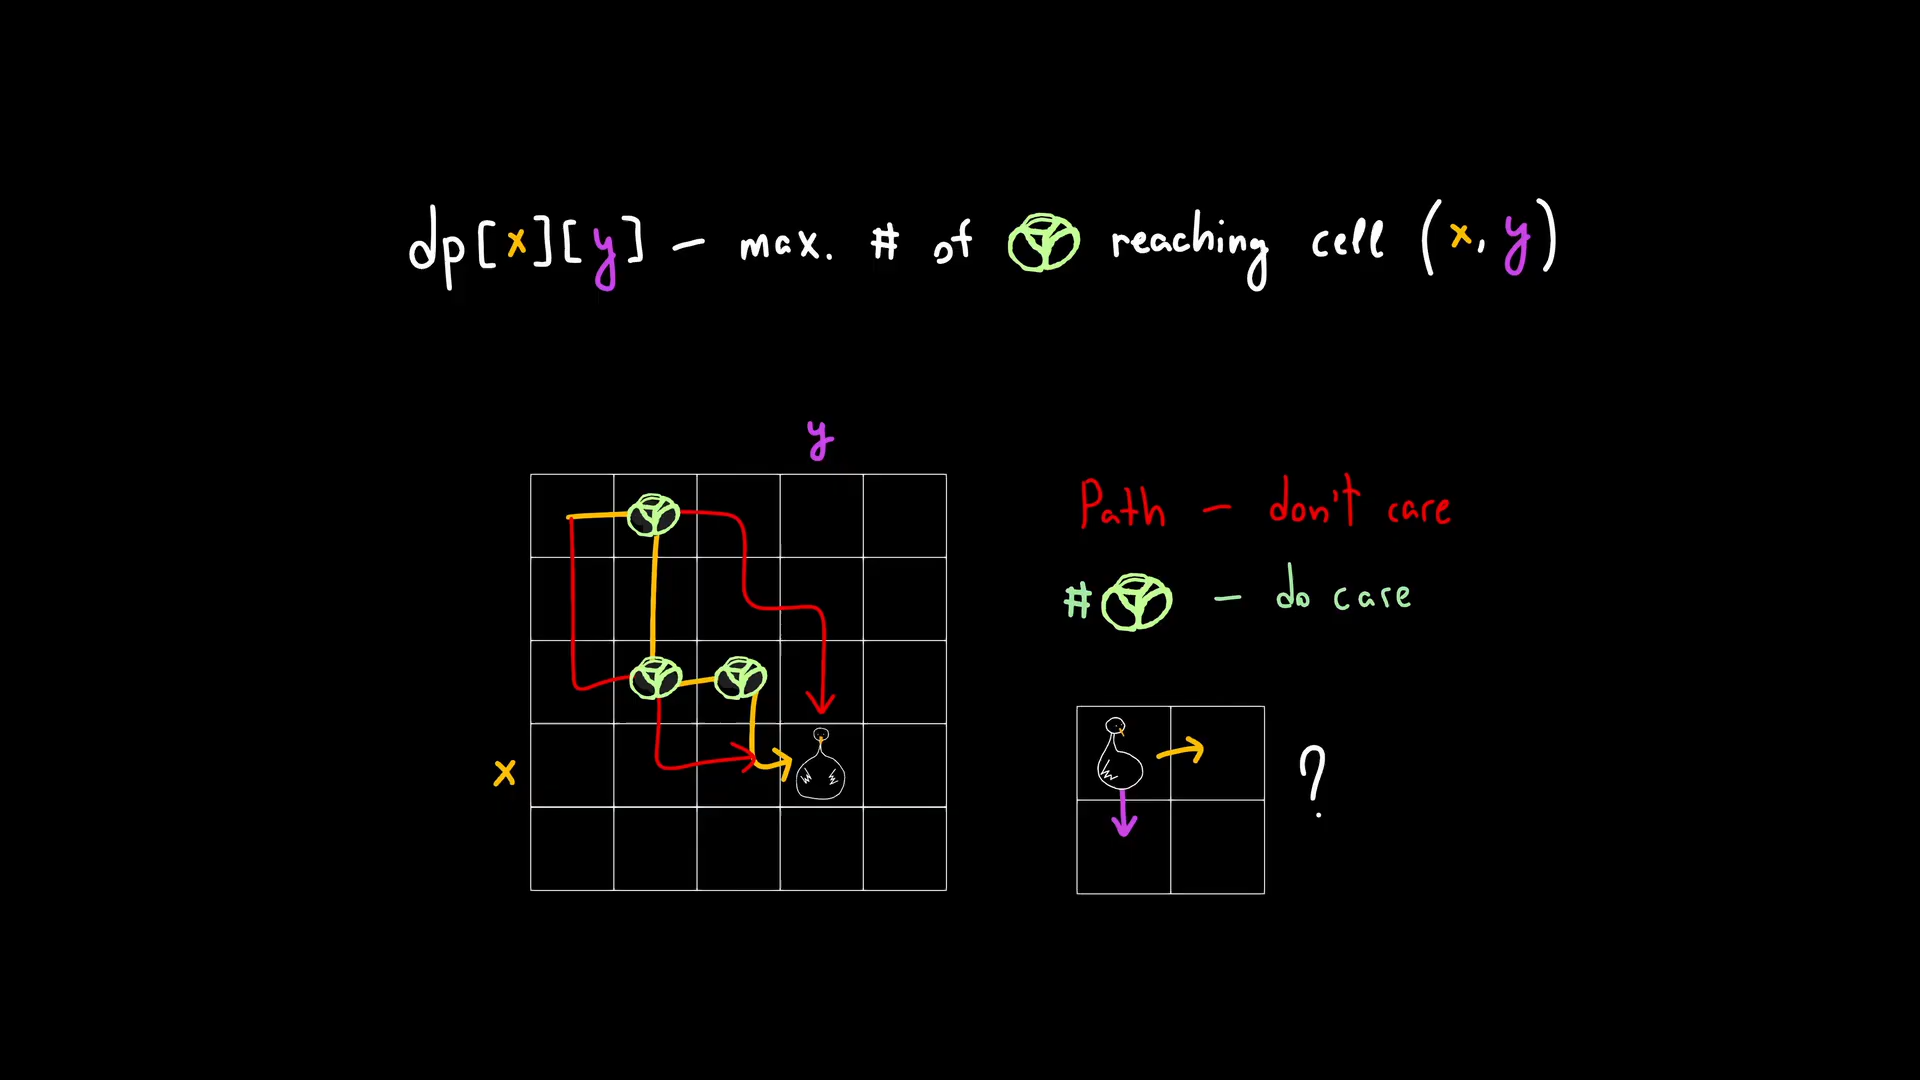 dp[x][y] – max. # of reaching cell (x, y)
y
Path – don't care
# – do care
x
?